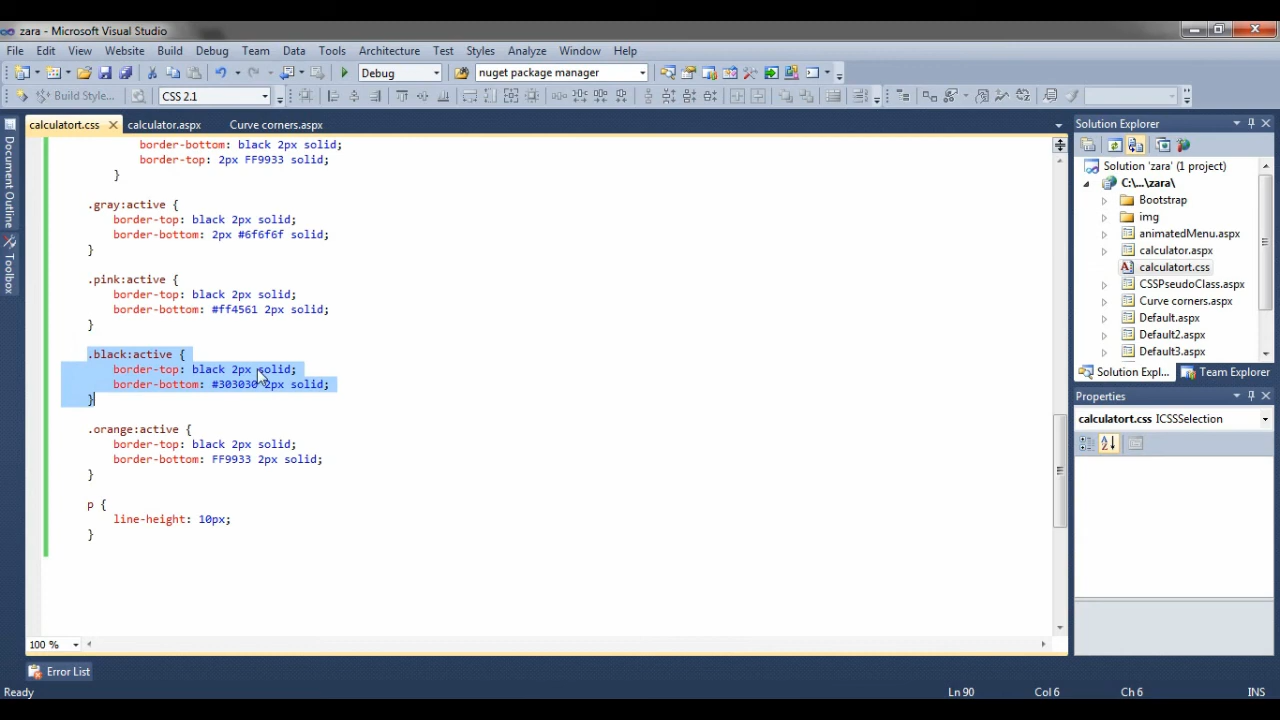 zara - Microsoft Visual Studio
File Edit View Website Build Debug Team Data Tools Architecture Test Styles Analyze Window Help
Debug nuget package manager
Build Style... CSS 2.1
calculatort.css calculator.aspx Curve corners.aspx
Document Outline
Toolbox
border-bottom: black 2px solid;
border-top: 2px FF9933 solid;
}
.gray:active {
border-top: black 2px solid;
border-bottom: 2px #6f6f6f solid;
}
.pink:active {
border-top: black 2px solid;
border-bottom: #ff4561 2px solid;
}
.black:active {
border-top: black 2px solid;
border-bottom: #303030 2px solid;
}
.orange:active {
border-top: black 2px solid;
border-bottom: FF9933 2px solid;
}
p {
line-height: 10px;
}
100 %
Solution Explorer
Solution 'zara' (1 project)
C:\...\zara\
Bootstrap
img
animatedMenu.aspx
calculator.aspx
calculatort.css
CSSPseudoClass.aspx
Curve corners.aspx
Default.aspx
Default2.aspx
Default3.aspx
Solution Expl... Team Explorer
Properties
calculatort.css ICSSSelection
Error List
Ready Ln 90 Col 6 Ch 6 INS